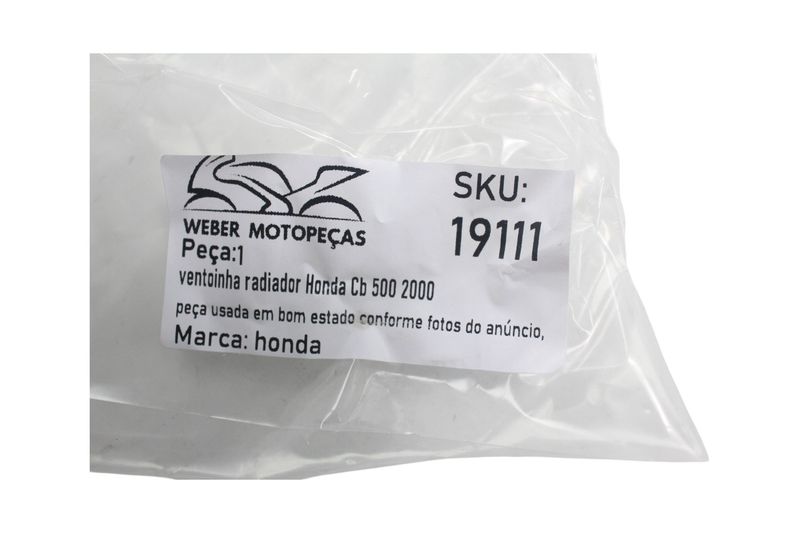 WEBER MOTOPEÇAS
SKU:
19111
Peça:1
ventoinha radiador Honda Cb 500 2000
peça usada em bom estado conforme fotos do anúncio,
Marca: honda